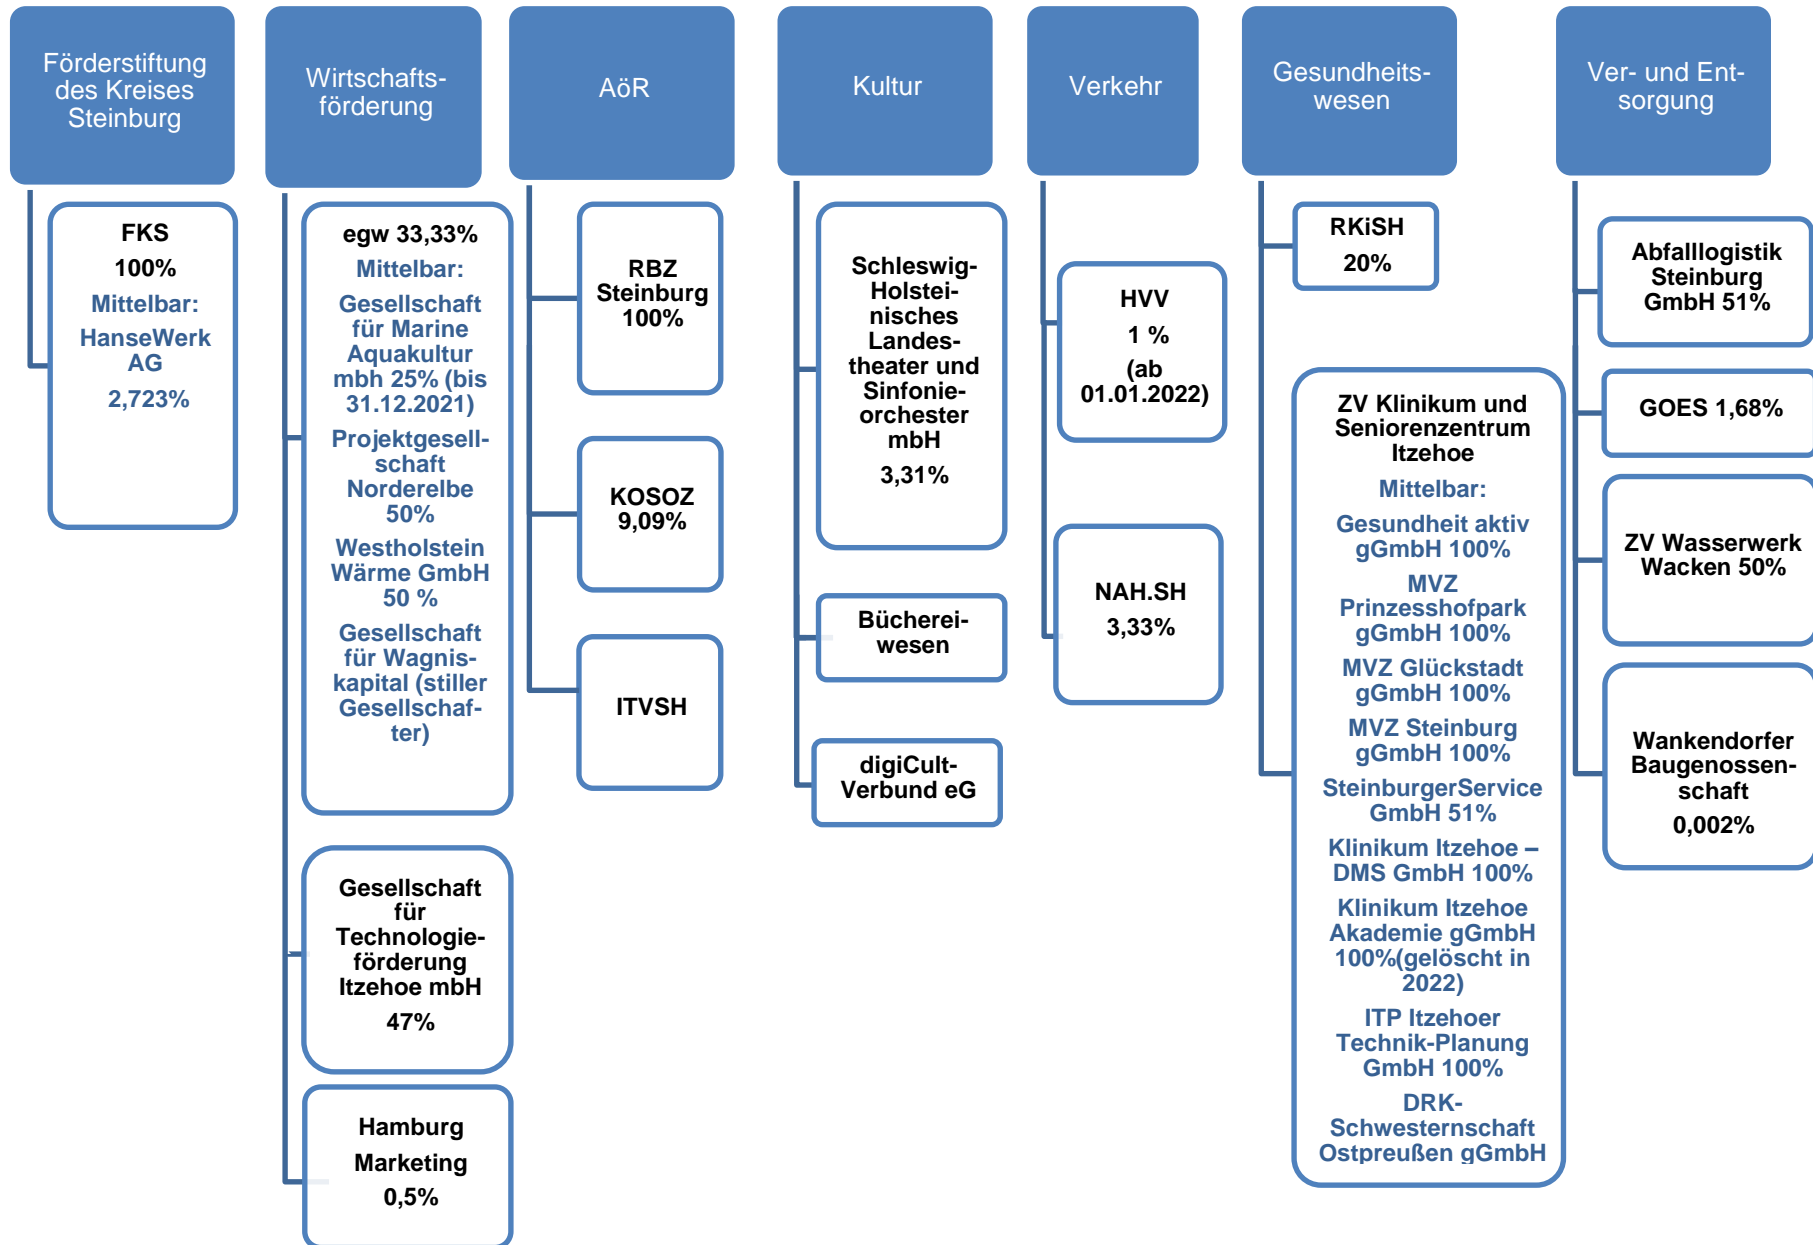 Förderstiftung
des Kreises
Steinburg
FKS
100%
Mittelbar:
HanseWerk
AG
2,723%
Wirtschafts-
förderung
egw 33,33%
Mittelbar:
Gesellschaft
für Marine
Aquakultur
mbh 25% (bis
31.12.2021)
Projektgesell-
schaft
Norderelbe
50%
Westholstein
Wärme GmbH
50 %
Gesellschaft
für Wagnis-
kapital (stiller
Gesellschaf-
ter)
Gesellschaft
für
Technologie-
förderung
Itzehoe mbH
47%
Hamburg
Marketing
0,5%
AöR
RBZ
Steinburg
100%
KOSOZ
9,09%
ITVSH
Kultur
Schleswig-
Holstei-
nisches
Landes-
theater und
Sinfonie-
orchester
mbH
3,31%
Bücherei-
wesen
digiCult-
Verbund eG
Verkehr
HVV
1 %
(ab
01.01.2022)
NAH.SH
3,33%
Gesundheits-
wesen
RKiSH
20%
ZV Klinikum und
Seniorenzentrum
Itzehoe
Mittelbar:
Gesundheit aktiv
gGmbH 100%
MVZ
Prinzesshofpark
gGmbH 100%
MVZ Glückstadt
gGmbH 100%
MVZ Steinburg
gGmbH 100%
SteinburgerService
GmbH 51%
Klinikum Itzehoe –
DMS GmbH 100%
Klinikum Itzehoe
Akademie gGmbH
100%(gelöscht in
2022)
ITP Itzehoer
Technik-Planung
GmbH 100%
DRK-
Schwesternschaft
Ostpreußen gGmbH
Ver- und Ent-
sorgung
Abfalllogistik
Steinburg
GmbH 51%
GOES 1,68%
ZV Wasserwerk
Wacken 50%
Wankendorfer
Baugenossen-
schaft
0,002%